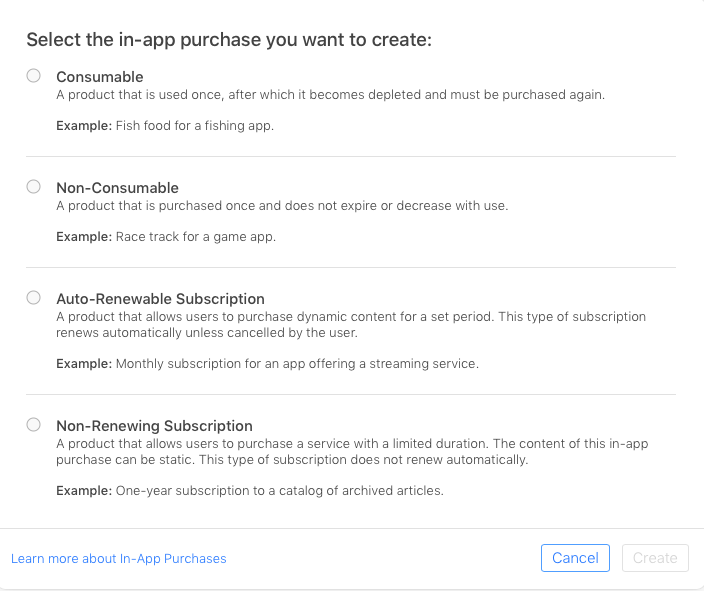 Select the in-app purchase you want to create:
Consumable
A product that is used once, after which it becomes depleted and must be purchased again.
Example: Fish food for a fishing app.
Non-Consumable
A product that is purchased once and does not expire or decrease with use.
Example: Race track for a game app.
Auto-Renewable Subscription
A product that allows users to purchase dynamic content for a set period. This type of subscription
renews automatically unless cancelled by the user.
Example: Monthly subscription for an app offering a streaming service.
Non-Renewing Subscription
A product that allows users to purchase a service with a limited duration. The content of this in-app
purchase can be static. This type of subscription does not renew automatically.
Example: One-year subscription to a catalog of archived articles.
Learn more about In-App Purchases
Cancel
Create